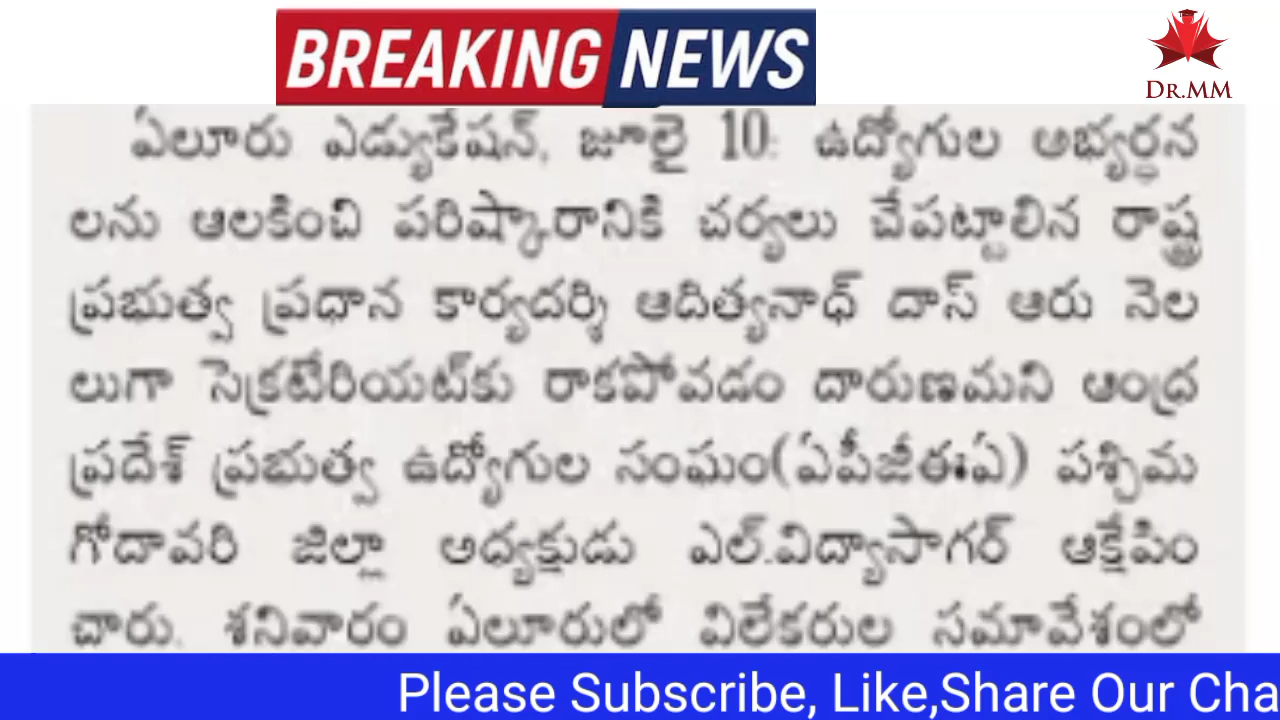 BREAKING NEWS
DR.MM
ఏలూరు ఎడ్యుకేషన్, జూలై 10: ఉద్యోగుల అభ్యర్థన
లను ఆలకించి పరిష్కారానికి చర్యలు చేపట్టాలిన రాష్ట్ర
ప్రభుత్వ ప్రధాన కార్యదర్శి ఆదిత్యనాధ్ దాస్ ఆరు నెల
లుగా సెక్రటేరియట్‌కు రాకపోవడం దారుణమని ఆంధ్ర
ప్రదేశ్ ప్రభుత్వ ఉద్యోగుల సంఘం(ఏపీజీఈఏ) పశ్చిమ
గోదావరి జిల్లా అధ్యక్షుడు ఎల్.విద్యాసాగర్ ఆక్షేపిం
చారు. శనివారం ఏలూరులో విలేకరుల సమావేశంలో
Please Subscribe, Like,Share Our Cha